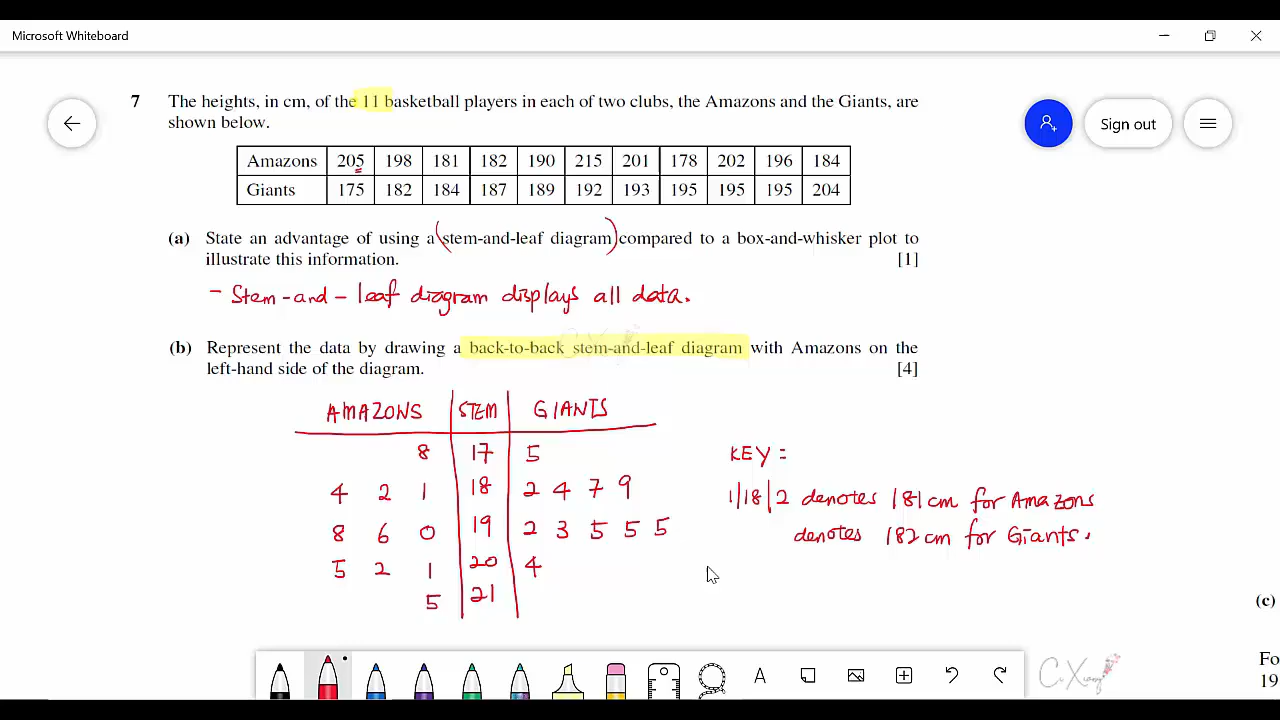 Microsoft Whiteboard
Sign out
7 The heights, in cm, of the 11 basketball players in each of two clubs, the Amazons and the Giants, are
shown below.
Amazons 205 198 181 182 190 215 201 178 202 196 184
Giants 175 182 184 187 189 192 193 195 195 195 204
(a) State an advantage of using a (stem-and-leaf diagram) compared to a box-and-whisker plot to
illustrate this information. [1]
- Stem-and-leaf diagram displays all data.
(b) Represent the data by drawing a back-to-back stem-and-leaf diagram with Amazons on the
left-hand side of the diagram. [4]
AMAZONS STEM GIANTS
8 17 5
4 2 1 18 2 4 7 9
8 6 0 19 2 3 5 5 5
5 2 1 20 4
5 21
KEY :
1|18|2 denotes 181cm for Amazons
denotes 182cm for Giants.
(c)
Fo
19
A